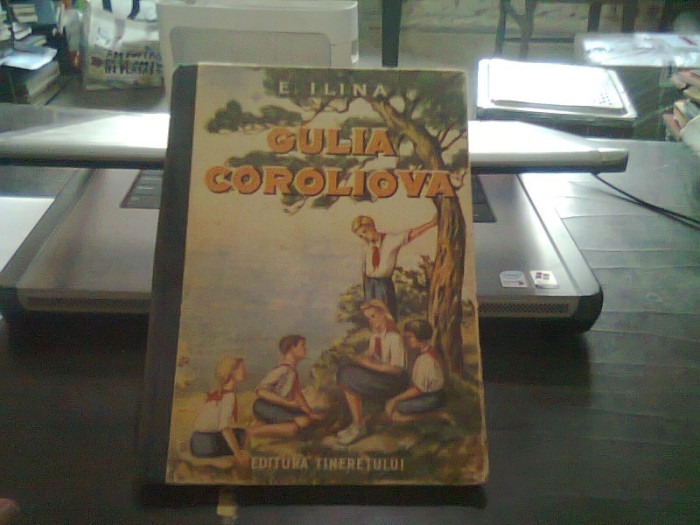 E. ILINA
GULIA
COROLIOVA
EDITURA TINERETULUI